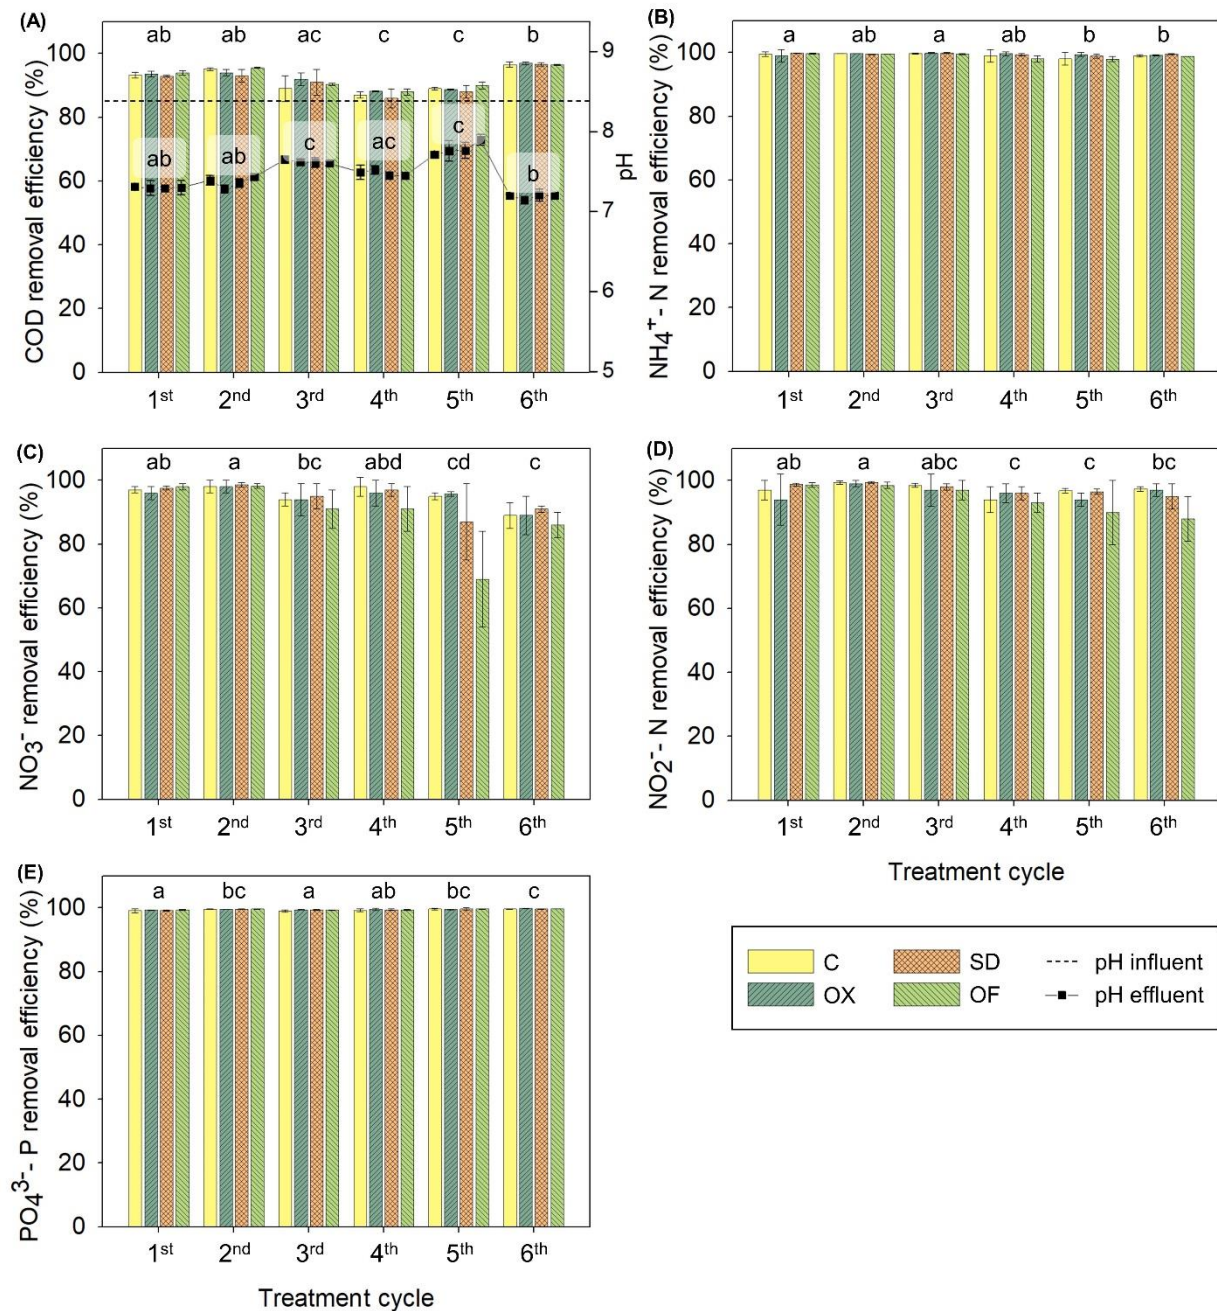 (A)
ab ab ac c c b
COD removal efficiency (%)
100
80
60
40
20
0
9
8
7
6
5
pH
ab ab c ac c b
1st 2nd 3rd 4th 5th 6th
(B)
a ab a ab b b
NH4+- N removal efficiency (%)
100
80
60
40
20
0
1st 2nd 3rd 4th 5th 6th
(C)
ab a bc abd cd c
NO3- removal efficiency (%)
100
80
60
40
20
0
1st 2nd 3rd 4th 5th 6th
(D)
ab a abc c c bc
NO2-- N removal efficiency (%)
100
80
60
40
20
0
1st 2nd 3rd 4th 5th 6th
Treatment cycle
(E)
a bc a ab bc c
PO43-- P removal efficiency (%)
100
80
60
40
20
0
1st 2nd 3rd 4th 5th 6th
Treatment cycle
C SD pH influent
OX OF pH effluent